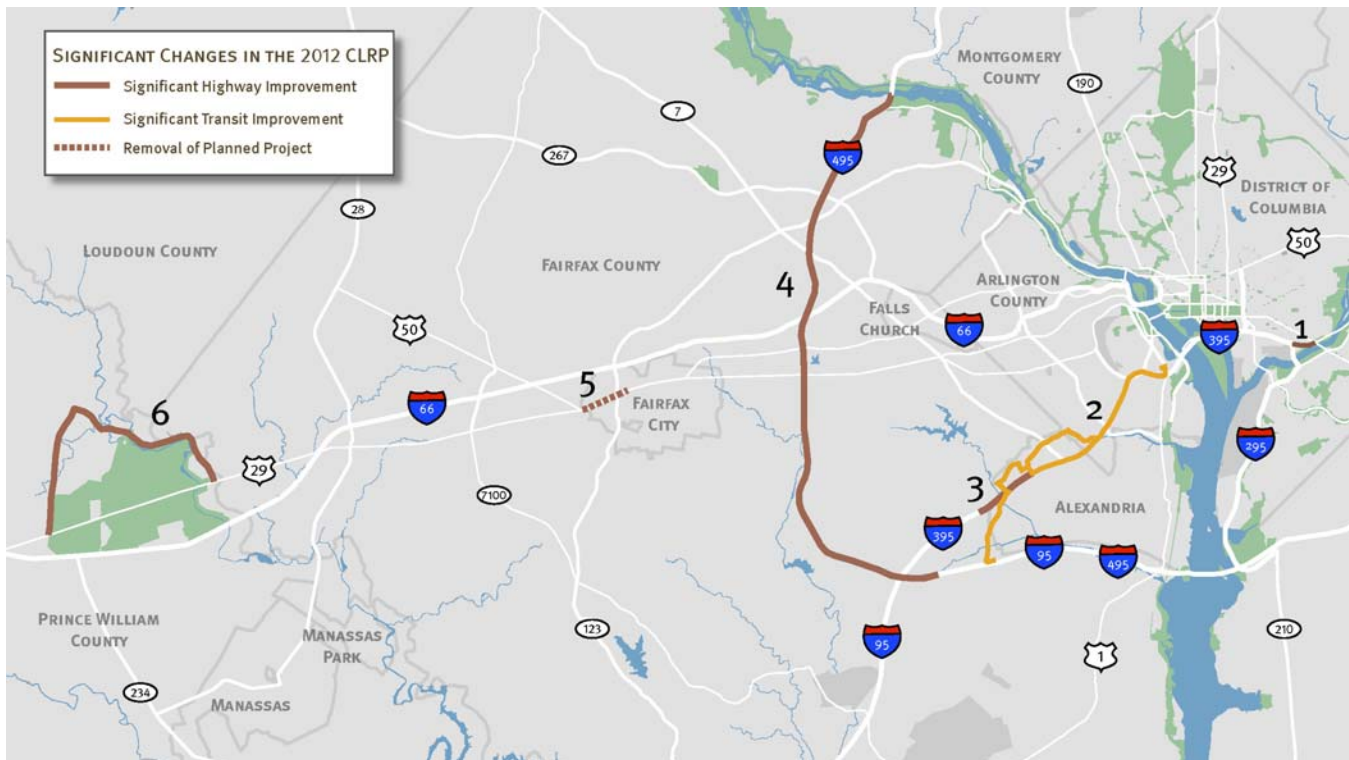 SIGNIFICANT CHANGES IN THE 2012 CLRP
Significant Highway Improvement
Significant Transit Improvement
Removal of Planned Project
MONTGOMERY
COUNTY
190
7
267
495
29
DISTRICT OF
COLUMBIA
28
50
LOUDOUN COUNTY
FAIRFAX COUNTY
4
ARLINGTON
COUNTY
FALLS
CHURCH
50
66
395
1
5
6
66
FAIRFAX
CITY
2
29
295
7100
3
ALEXANDRIA
395
95
495
PRINCE WILLIAM
COUNTY
MANASSAS
PARK
123
95
1
210
234
MANASSAS